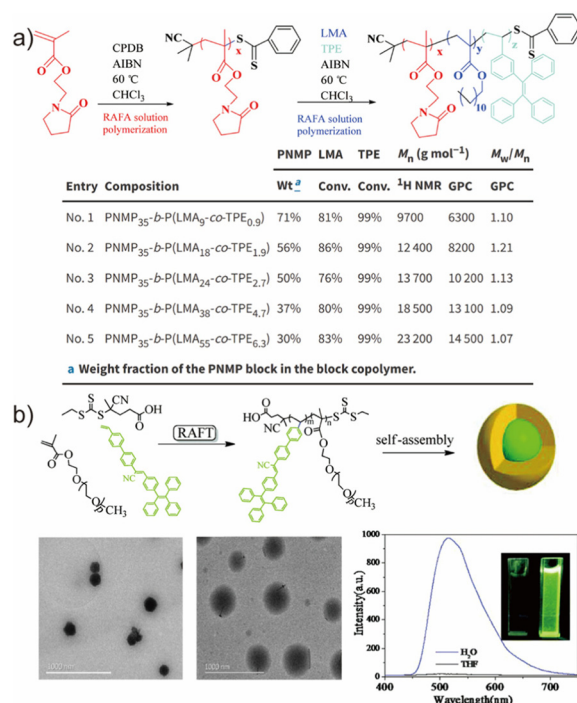 a)
CPDB
AIBN
60 ℃
CHCl3
RAFA solution
polymerization
NC
x
S
S
O
O
N
O
LMA
TPE
AIBN
60 ℃
CHCl3
RAFA solution
polymerization
NC
x
y
z
S
S
O
O
O
O
N
O
10
PNMP LMA TPE Mn (g mol−1) Mw/Mn
Entry Composition Wt a Conv. Conv. 1H NMR GPC GPC
No. 1 PNMP35-b-P(LMA9-co-TPE0.9) 71% 81% 99% 9700 6300 1.10
No. 2 PNMP35-b-P(LMA18-co-TPE1.9) 56% 86% 99% 12 400 8200 1.21
No. 3 PNMP35-b-P(LMA24-co-TPE2.7) 50% 76% 99% 13 700 10 200 1.13
No. 4 PNMP35-b-P(LMA38-co-TPE4.7) 37% 80% 99% 18 500 13 100 1.09
No. 5 PNMP35-b-P(LMA55-co-TPE6.3) 30% 83% 99% 23 200 14 500 1.07
a Weight fraction of the PNMP block in the block copolymer.
b)
S
S
S
CN
OH
O
O
O
O
CH3
NC
RAFT
HO
O
CN
m
n
S
S
S
NC
O
O
O
CH3
self-assembly
1000 nm
1000 nm
Intensity(a.u.)
1000
800
600
400
200
0
H2O
THF
400 500 600 700
Wavelength(nm)